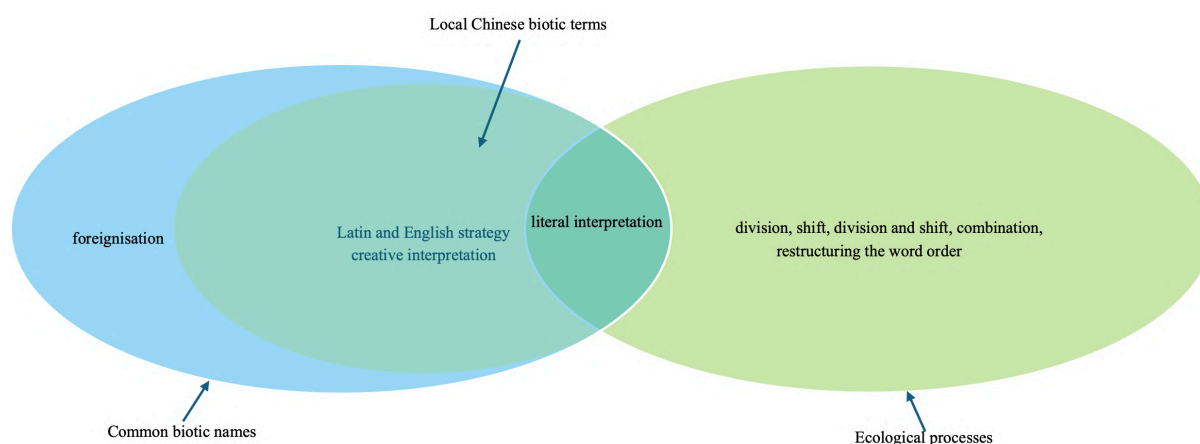 Local Chinese biotic terms
foreignisation
Latin and English strategy
creative interpretation
literal interpretation
division, shift, division and shift, combination,
restructuring the word order
Common biotic names
Ecological processes